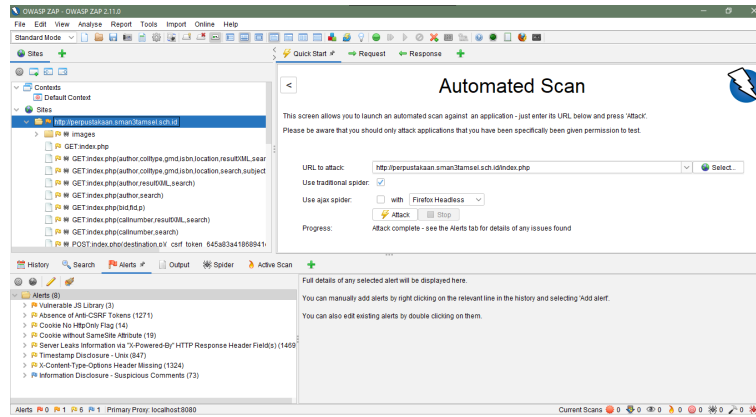 OWASP ZAP - OWASP ZAP 2.11.0
File Edit View Analyse Report Tools Import Online Help
Standard Mode
Sites
Quick Start
Request
Response
Contexts
Default Context
Sites
http://perpustakaan.sman3tamsel.sch.id
images
GET:index.php
GET:index.php(author,colltype,gmd,isbn,location,resultXML,sear
GET:index.php(author,colltype,gmd,isbn,location,search,subject
GET:index.php(author,resultXML,search)
GET:index.php(author,search)
GET:index.php(bid,fid,p)
GET:index.php(callnumber,resultXML,search)
GET:index.php(callnumber,search)
<
Automated Scan
This screen allows you to launch an automated scan against an application - just enter its URL below and press 'Attack'.
Please be aware that you should only attack applications that you have been specifically been given permission to test.
URL to attack: http://perpustakaan.sman3tamsel.sch.id/index.php Select...
Use traditional spider:
Use ajax spider: with Firefox Headless
Attack Stop
Progress: Attack complete - see the Alerts tab for details of any issues found
History
Search
Alerts
Output
Spider
Active Scan
Alerts (8)
Vulnerable JS Library (3)
Absence of Anti-CSRF Tokens (1271)
Cookie No HttpOnly Flag (14)
Cookie without SameSite Attribute (19)
Server Leaks Information via "X-Powered-By" HTTP Response Header Field(s) (1469
Timestamp Disclosure - Unix (847)
X-Content-Type-Options Header Missing (1324)
Information Disclosure - Suspicious Comments (73)
Full details of any selected alert will be displayed here.
You can manually add alerts by right clicking on the relevant line in the history and selecting 'Add alert'.
You can also edit existing alerts by double clicking on them.
Alerts 0 1 6 1 Primary Proxy: localhost:8080
Current Scans 0 0 0 0 0 0 0